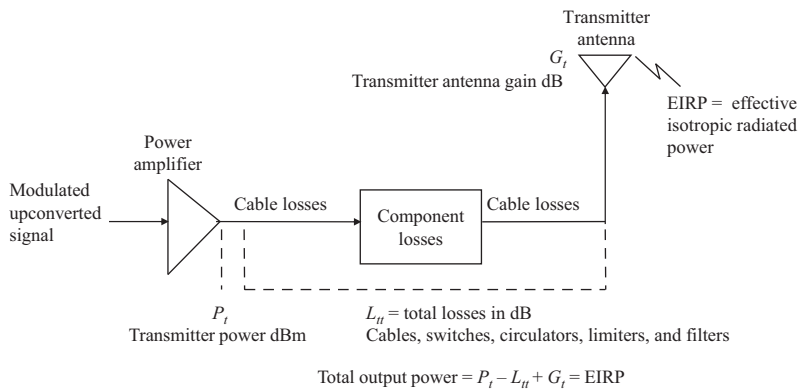 Transmitter
antenna
G_t
Transmitter antenna gain dB
EIRP = effective
isotropic radiated
power
Power
amplifier
Modulated
upconverted
signal
Cable losses
Component
losses
Cable losses
P_t
Transmitter power dBm
L_tt = total losses in dB
Cables, switches, circulators, limiters, and filters
Total output power = P_t – L_tt + G_t = EIRP